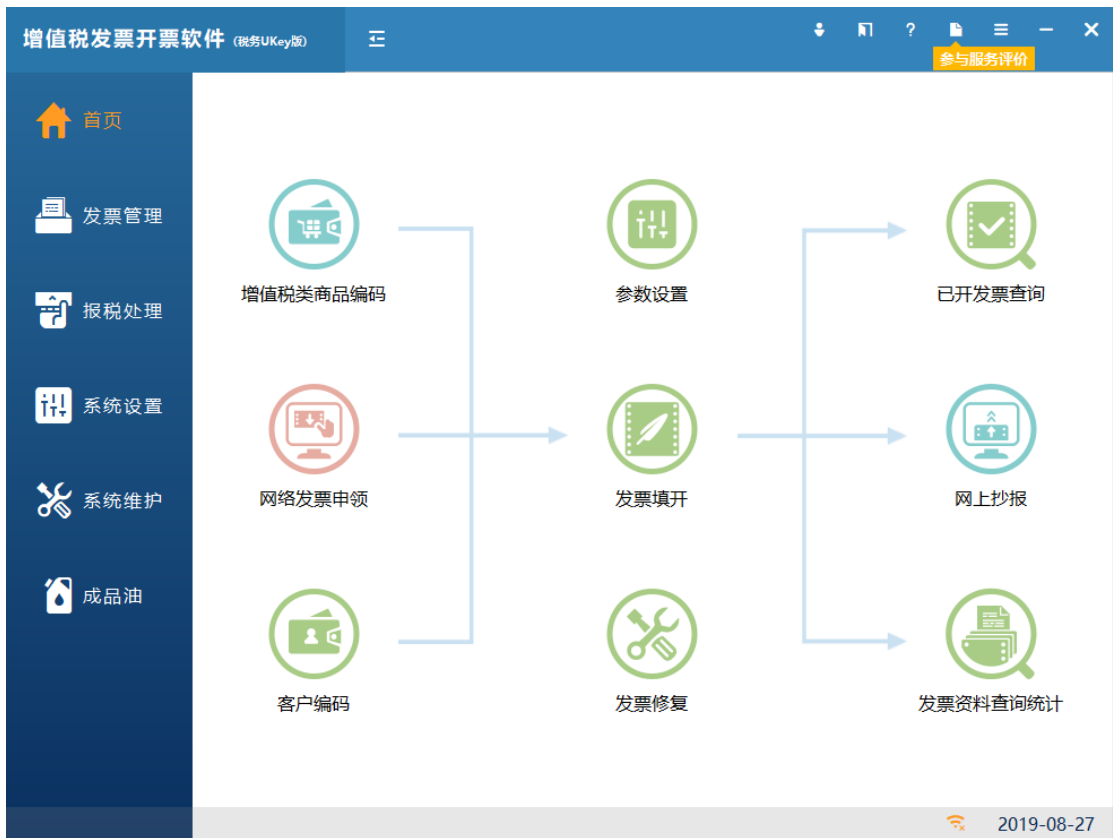 增值税发票开票软件 (税务UKey版)
?
参与服务评价
首页
发票管理
报税处理
系统设置
系统维护
成品油
增值税类商品编码
参数设置
已开发票查询
网络发票申领
发票填开
网上抄报
客户编码
发票修复
发票资料查询统计
2019-08-27